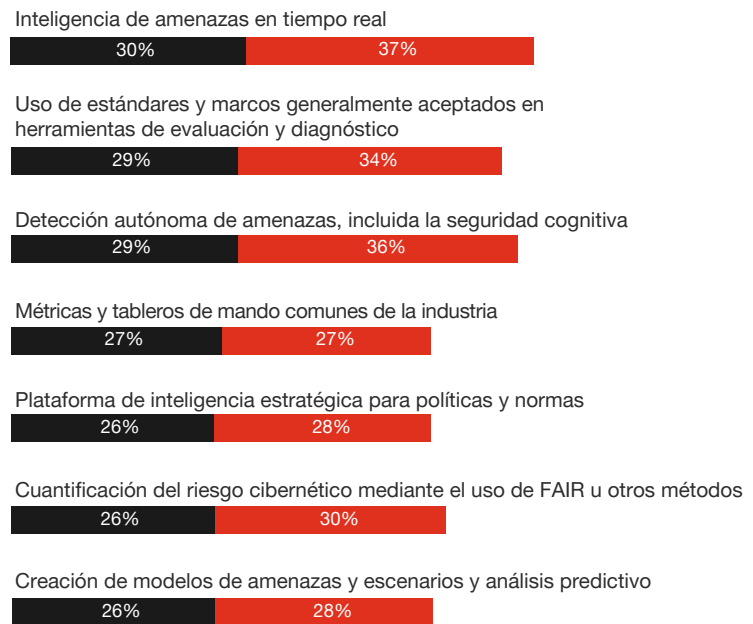 Inteligencia de amenazas en tiempo real
30% 37%
Uso de estándares y marcos generalmente aceptados en
herramientas de evaluación y diagnóstico
29% 34%
Detección autónoma de amenazas, incluida la seguridad cognitiva
29% 36%
Métricas y tableros de mando comunes de la industria
27% 27%
Plataforma de inteligencia estratégica para políticas y normas
26% 28%
Cuantificación del riesgo cibernético mediante el uso de FAIR u otros métodos
26% 30%
Creación de modelos de amenazas y escenarios y análisis predictivo
26% 28%